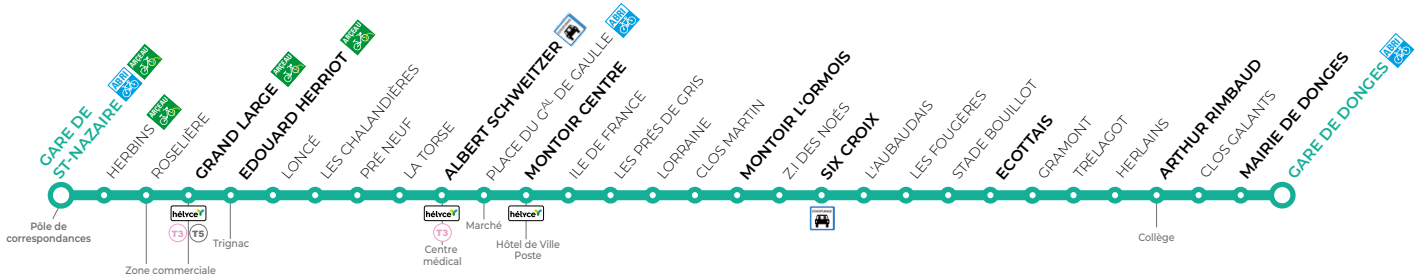 GARE DE
ST-NAZAIRE
ABRI
ARCEAU
HERBINS
ARCEAU
ROSELIÈRE
GRAND LARGE
ARCEAU
EDOUARD HERRIOT
ARCEAU
LONCÉ
LES CHALANDIÈRES
PRÉ NEUF
LA TORSE
ALBERT SCHWEITZER
PLACE DU GAL DE GAULLE
ABRI
MONTOIR CENTRE
ILE DE FRANCE
LES PRÉS DE GRIS
LORRAINE
CLOS MARTIN
MONTOIR L'ORMOIS
Z.I DES NOÉS
SIX CROIX
L'AUBAUDAIS
LES FOUGÈRES
STADE BOUILLOT
ECOTTAIS
GRAMONT
TRÉLAGOT
HERLAINS
ARTHUR RIMBAUD
CLOS GALANTS
MAIRIE DE DONGES
GARE DE DONGES
ABRI
Pôle de
correspondances
Zone commerciale
hélyce
T3 T5
Trignac
hélyce
T3
Centre
médical
Marché
hélyce
Hôtel de Ville
Poste
Collège